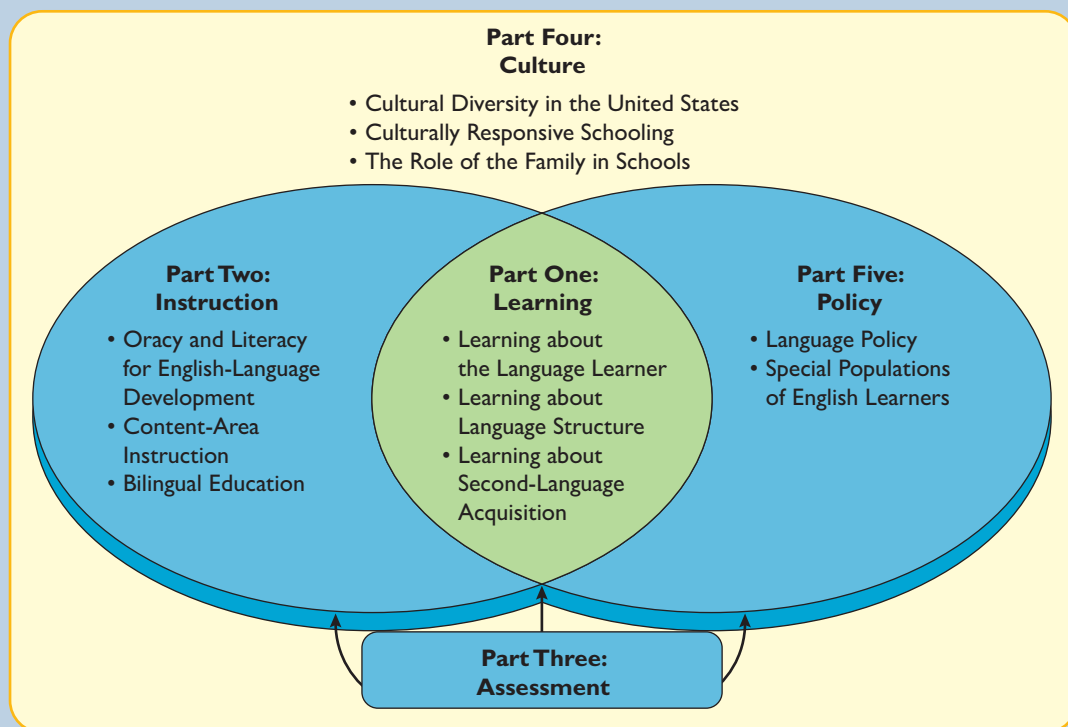 Part Four:
Culture
• Cultural Diversity in the United States
• Culturally Responsive Schooling
• The Role of the Family in Schools
Part Two:
Instruction
• Oracy and Literacy
for English-Language
Development
• Content-Area
Instruction
• Bilingual Education
Part One:
Learning
• Learning about
the Language Learner
• Learning about
Language Structure
• Learning about
Second-Language
Acquisition
Part Five:
Policy
• Language Policy
• Special Populations
of English Learners
Part Three:
Assessment